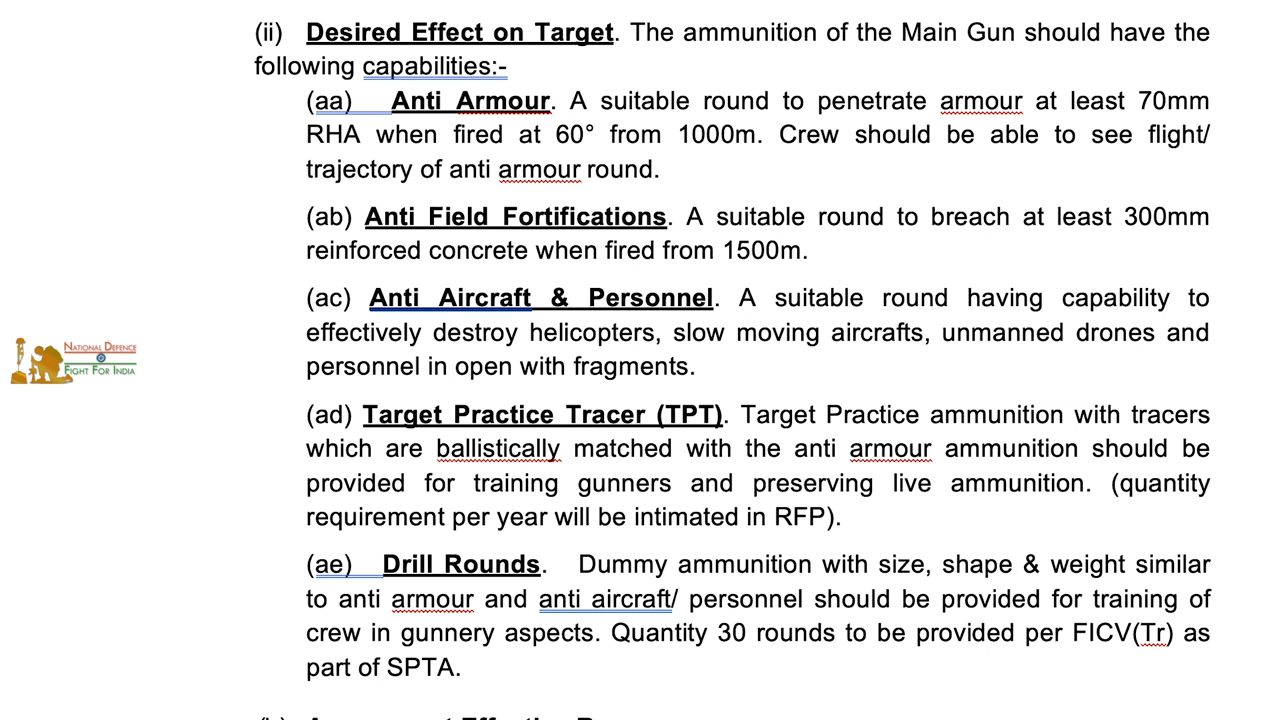 (ii) Desired Effect on Target. The ammunition of the Main Gun should have the
following capabilities:-
(aa) Anti Armour. A suitable round to penetrate armour at least 70mm
RHA when fired at 60° from 1000m. Crew should be able to see flight/
trajectory of anti armour round.
(ab) Anti Field Fortifications. A suitable round to breach at least 300mm
reinforced concrete when fired from 1500m.
(ac) Anti Aircraft & Personnel. A suitable round having capability to
effectively destroy helicopters, slow moving aircrafts, unmanned drones and
personnel in open with fragments.
NATIONAL DEFENCE
FIGHT FOR INDIA
(ad) Target Practice Tracer (TPT). Target Practice ammunition with tracers
which are ballistically matched with the anti armour ammunition should be
provided for training gunners and preserving live ammunition. (quantity
requirement per year will be intimated in RFP).
(ae) Drill Rounds. Dummy ammunition with size, shape & weight similar
to anti armour and anti aircraft/ personnel should be provided for training of
crew in gunnery aspects. Quantity 30 rounds to be provided per FICV(Tr) as
part of SPTA.